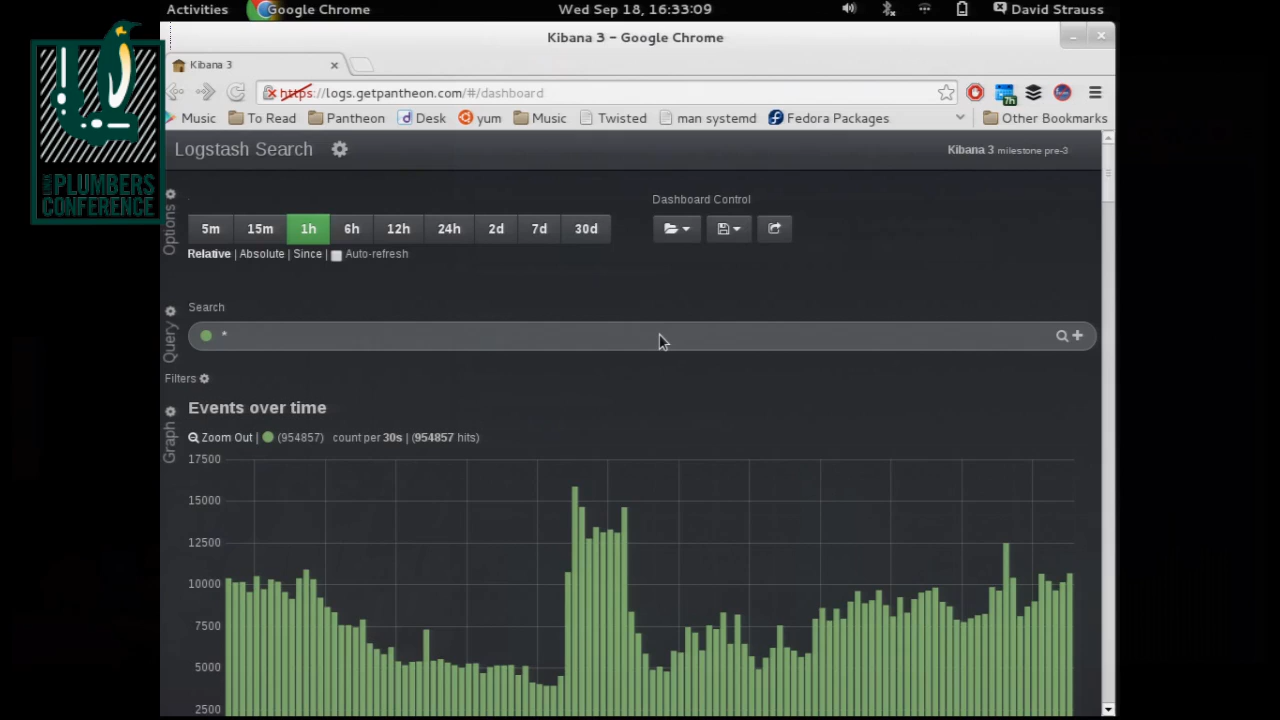 Activities
Google Chrome
Wed Sep 18, 16:33:09
David Strauss
Kibana 3 – Google Chrome
Kibana 3
https://logs.getpantheon.com/#/dashboard
7h
Music
To Read
Pantheon
Desk
yum
Music
Twisted
man systemd
Fedora Packages
Other Bookmarks
PLUMBERS
CONFERENCE
Logstash Search
Kibana 3 milestone pre-3
Options
Dashboard Control
5m 15m 1h 6h 12h 24h 2d 7d 30d
Relative | Absolute | Since | Auto-refresh
Search
Query
*
Filters
Graph
Events over time
Zoom Out | (954857) count per 30s | (954857 hits)
17500
15000
12500
10000
7500
5000
2500